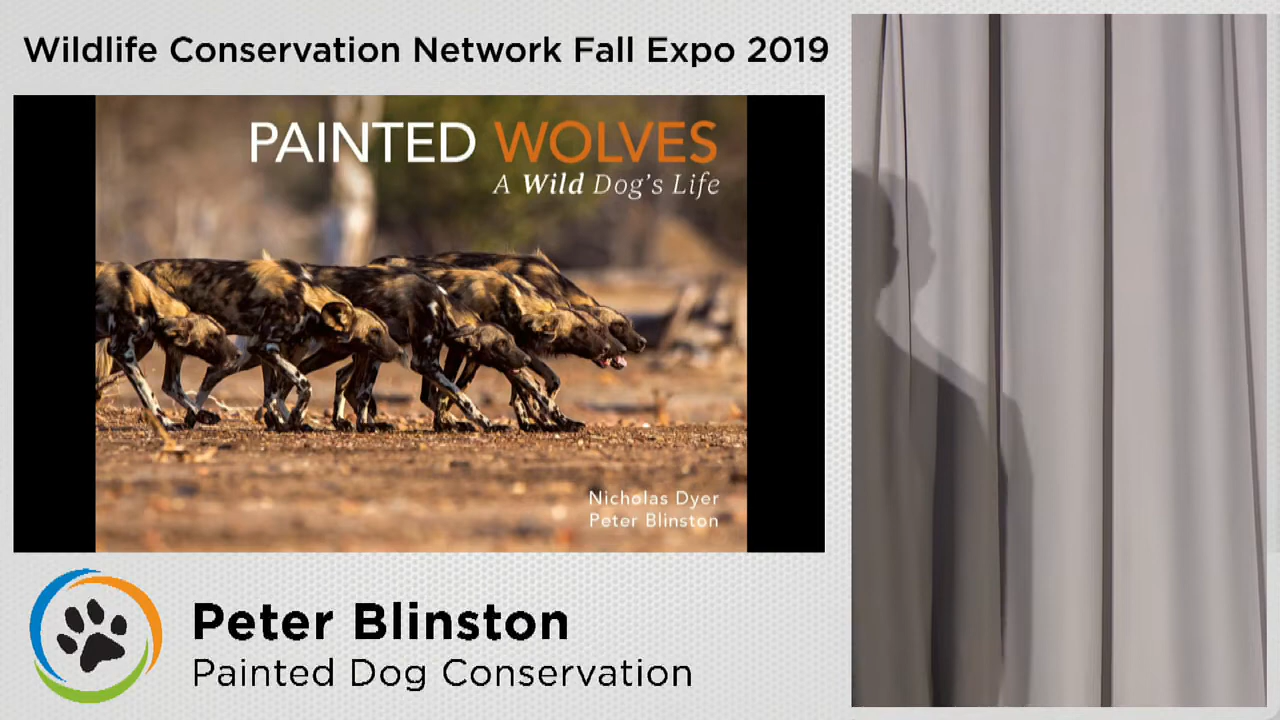 Wildlife Conservation Network Fall Expo 2019
PAINTED WOLVES
A Wild Dog's Life
Nicholas Dyer
Peter Blinston
Peter Blinston
Painted Dog Conservation